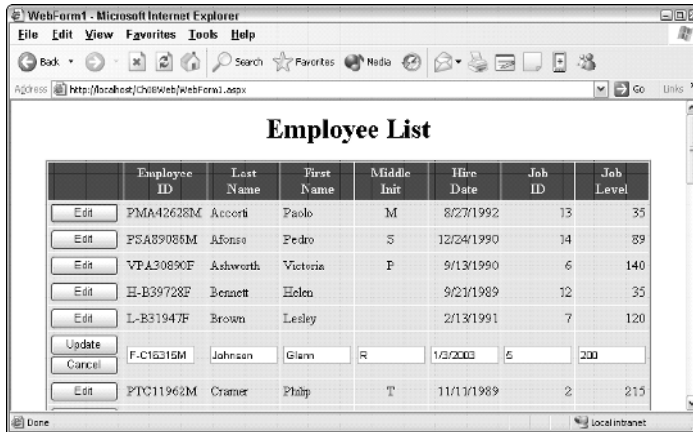 WebForm1 - Microsoft Internet Explorer
File Edit View Favorites Tools Help
Back Search Favorites Media
Address http://localhost/Ch08Web/WebForm1.aspx Go Links
Employee List
Employee ID Last Name First Name Middle Init Hire Date Job ID Job Level
Edit PMA42628M Accorti Paolo M 8/27/1992 13 35
Edit PSA89086M Afonso Pedro S 12/24/1990 14 89
Edit VPA30890F Ashworth Victoria P 9/13/1990 6 140
Edit H-B39728F Bennett Helen 9/21/1989 12 35
Edit L-B31947F Brown Lesley 2/13/1991 7 120
Update
Cancel
F-C16315M Johnson Glenn R 1/3/2003 5 200
Edit PTC11962M Cramer Philip T 11/11/1989 2 215
Done Local intranet